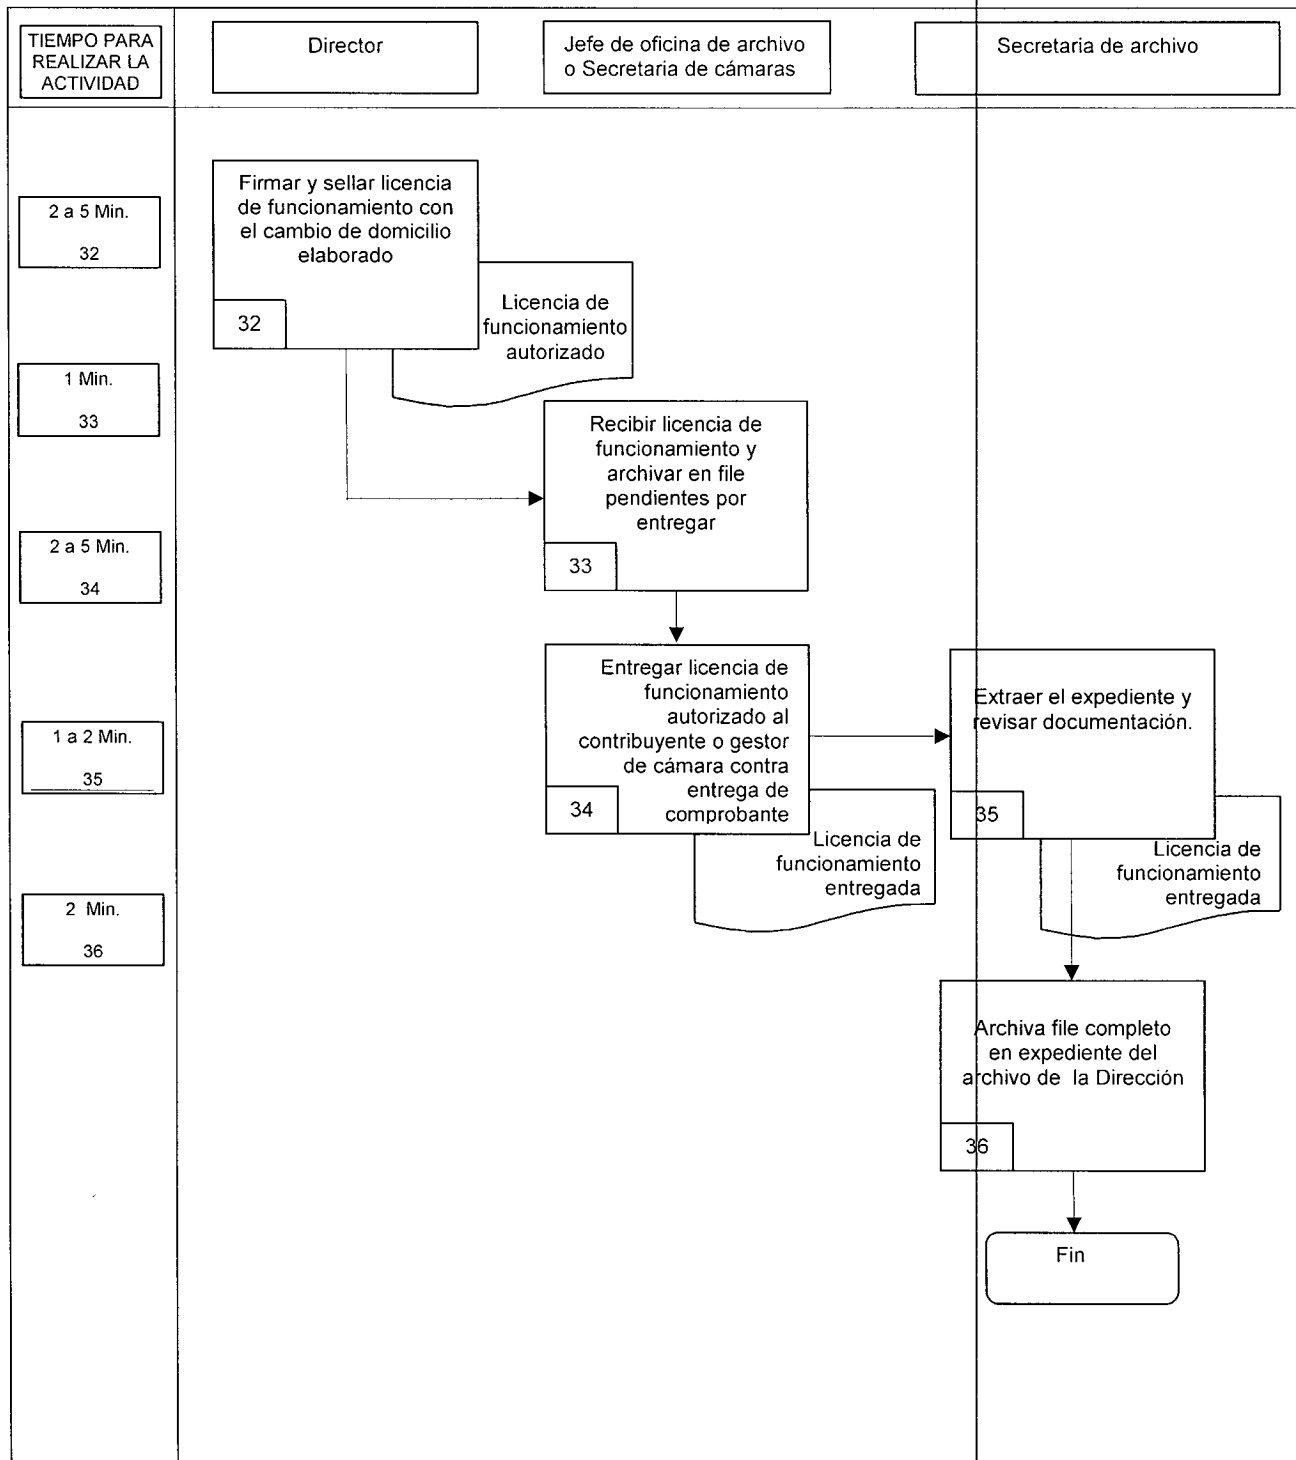 TIEMPO PARA
REALIZAR LA
ACTIVIDAD
Director
Jefe de oficina de archivo
o Secretaria de cámaras
Secretaria de archivo
2 a 5 Min.
32
Firmar y sellar licencia
de funcionamiento con
el cambio de domicilio
elaborado
32
Licencia de
funcionamiento
autorizado
1 Min.
33
Recibir licencia de
funcionamiento y
archivar en file
pendientes por
entregar
33
2 a 5 Min.
34
Entregar licencia de
funcionamiento
autorizado al
contribuyente o gestor
de cámara contra
entrega de
comprobante
34
Licencia de
funcionamiento
entregada
1 a 2 Min.
35
Extraer el expediente y
revisar documentación.
35
Licencia de
funcionamiento
entregada
2 Min.
36
Archiva file completo
en expediente del
archivo de la Dirección
36
Fin